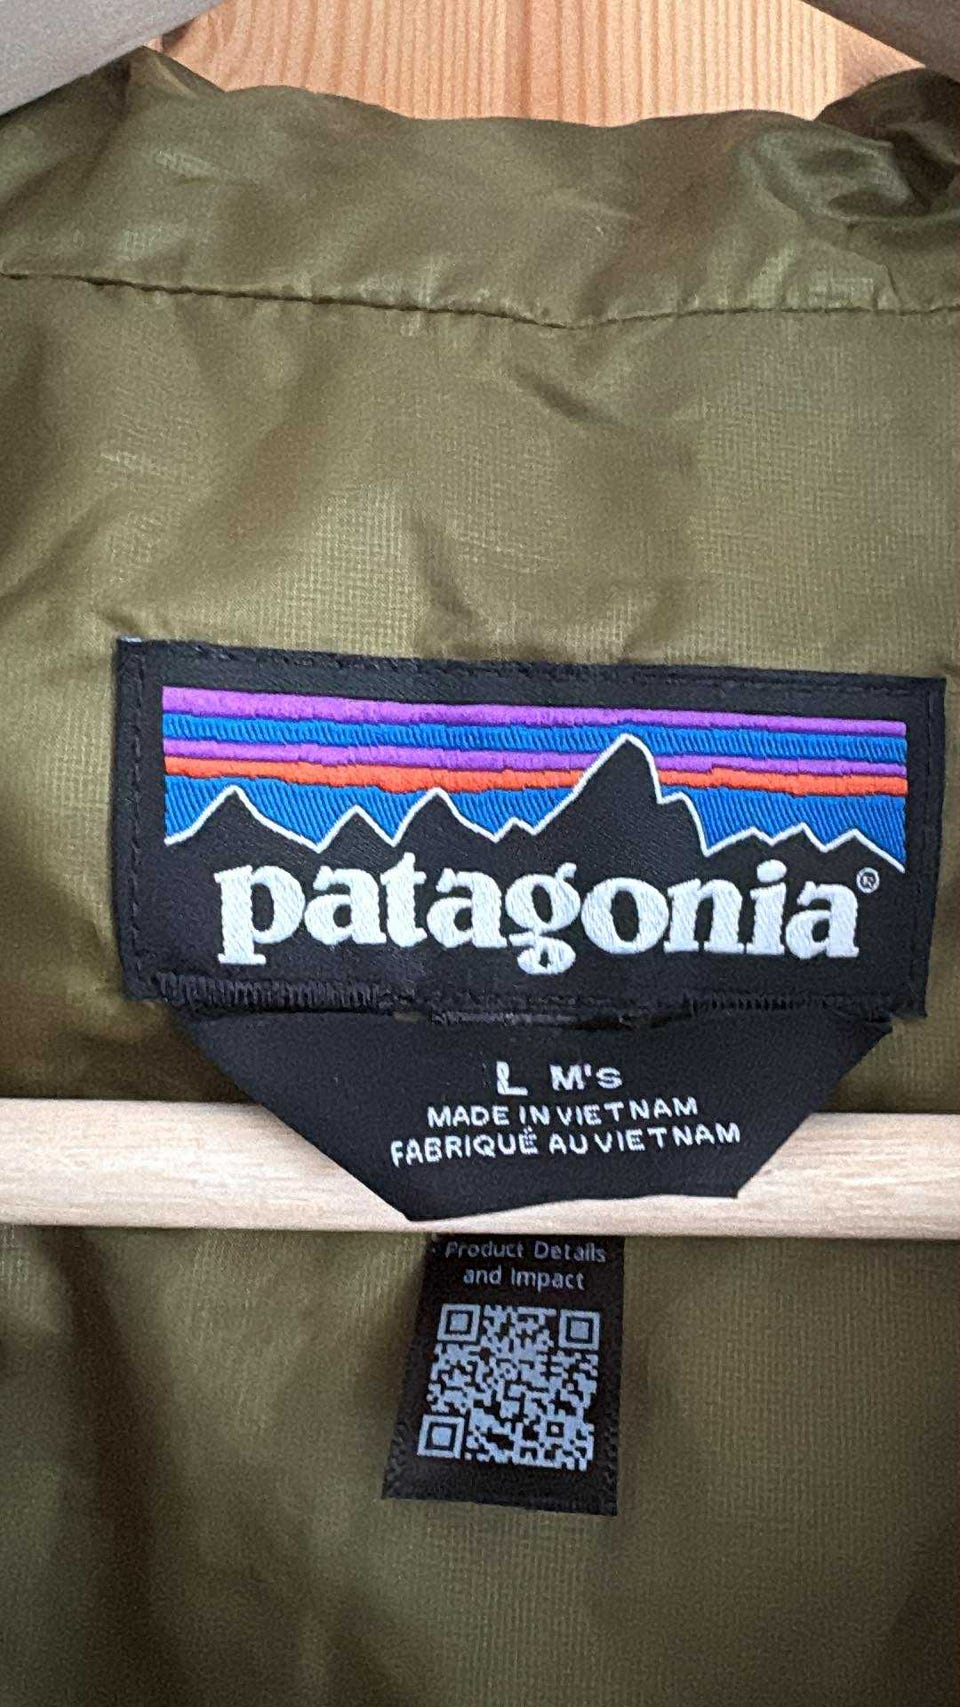 patagonia®
L M's
MADE IN VIETNAM
FABRIQUÉ AU VIETNAM
Product Details
and Impact